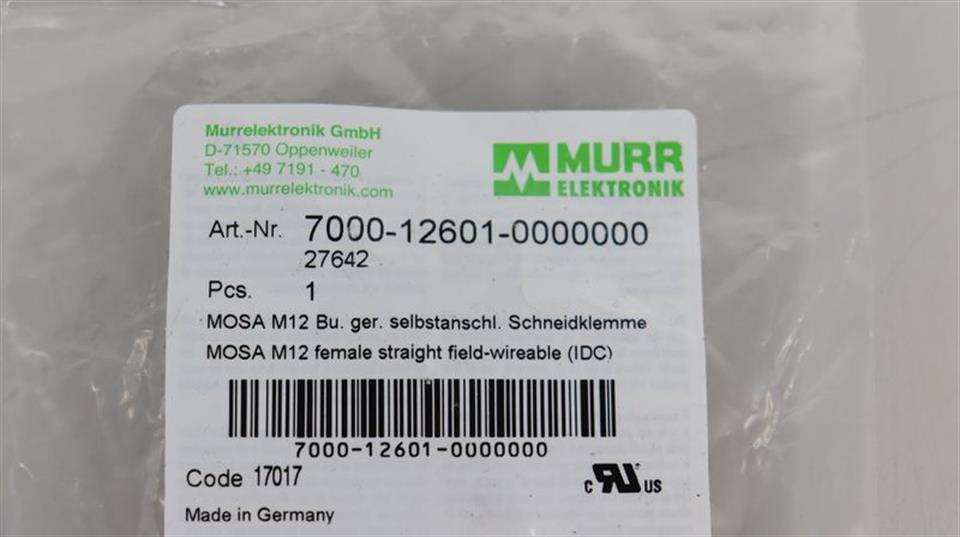 Murrelektronik GmbH
D-71570 Oppenweiler
Tel.: +49 7191 - 470
www.murrelektronik.com
MURR
ELEKTRONIK
Art.-Nr. 7000-12601-0000000
27642
Pcs. 1
MOSA M12 Bu. ger. selbstanschl. Schneidklemme
MOSA M12 female straight field-wireable (IDC)
7000-12601-0000000
Code 17017
c RU US
Made in Germany